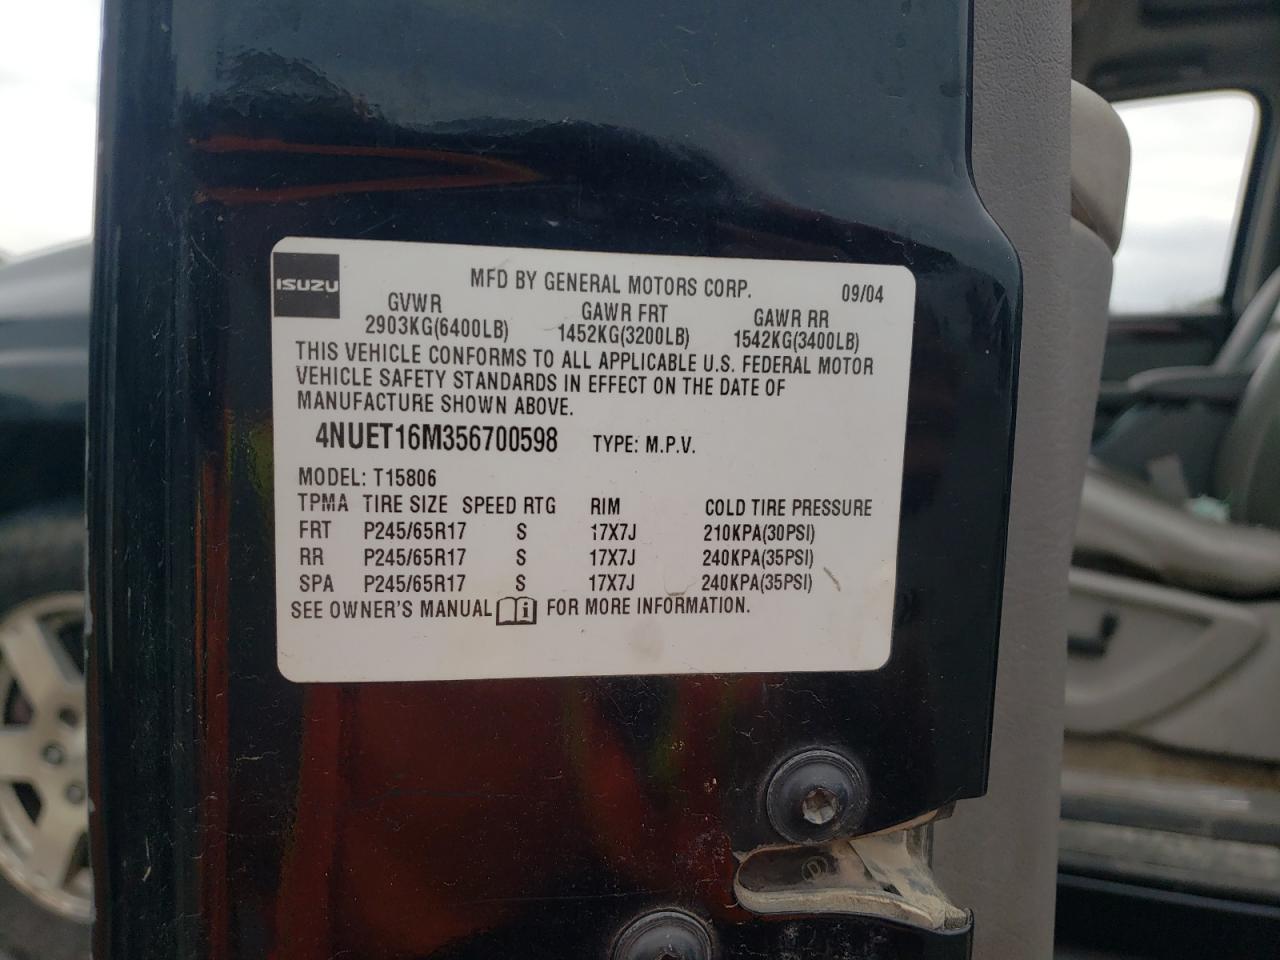 ISUZU
MFD BY GENERAL MOTORS CORP. 09/04
GVWR GAWR FRT GAWR RR
2903KG(6400LB) 1452KG(3200LB) 1542KG(3400LB)
THIS VEHICLE CONFORMS TO ALL APPLICABLE U.S. FEDERAL MOTOR
VEHICLE SAFETY STANDARDS IN EFFECT ON THE DATE OF
MANUFACTURE SHOWN ABOVE.
4NUET16M356700598 TYPE: M.P.V.
MODEL: T15806
TPMA TIRE SIZE SPEED RTG RIM COLD TIRE PRESSURE
FRT P245/65R17 S 17X7J 210KPA(30PSI)
RR P245/65R17 S 17X7J 240KPA(35PSI)
SPA P245/65R17 S 17X7J 240KPA(35PSI)
SEE OWNER'S MANUAL i FOR MORE INFORMATION.